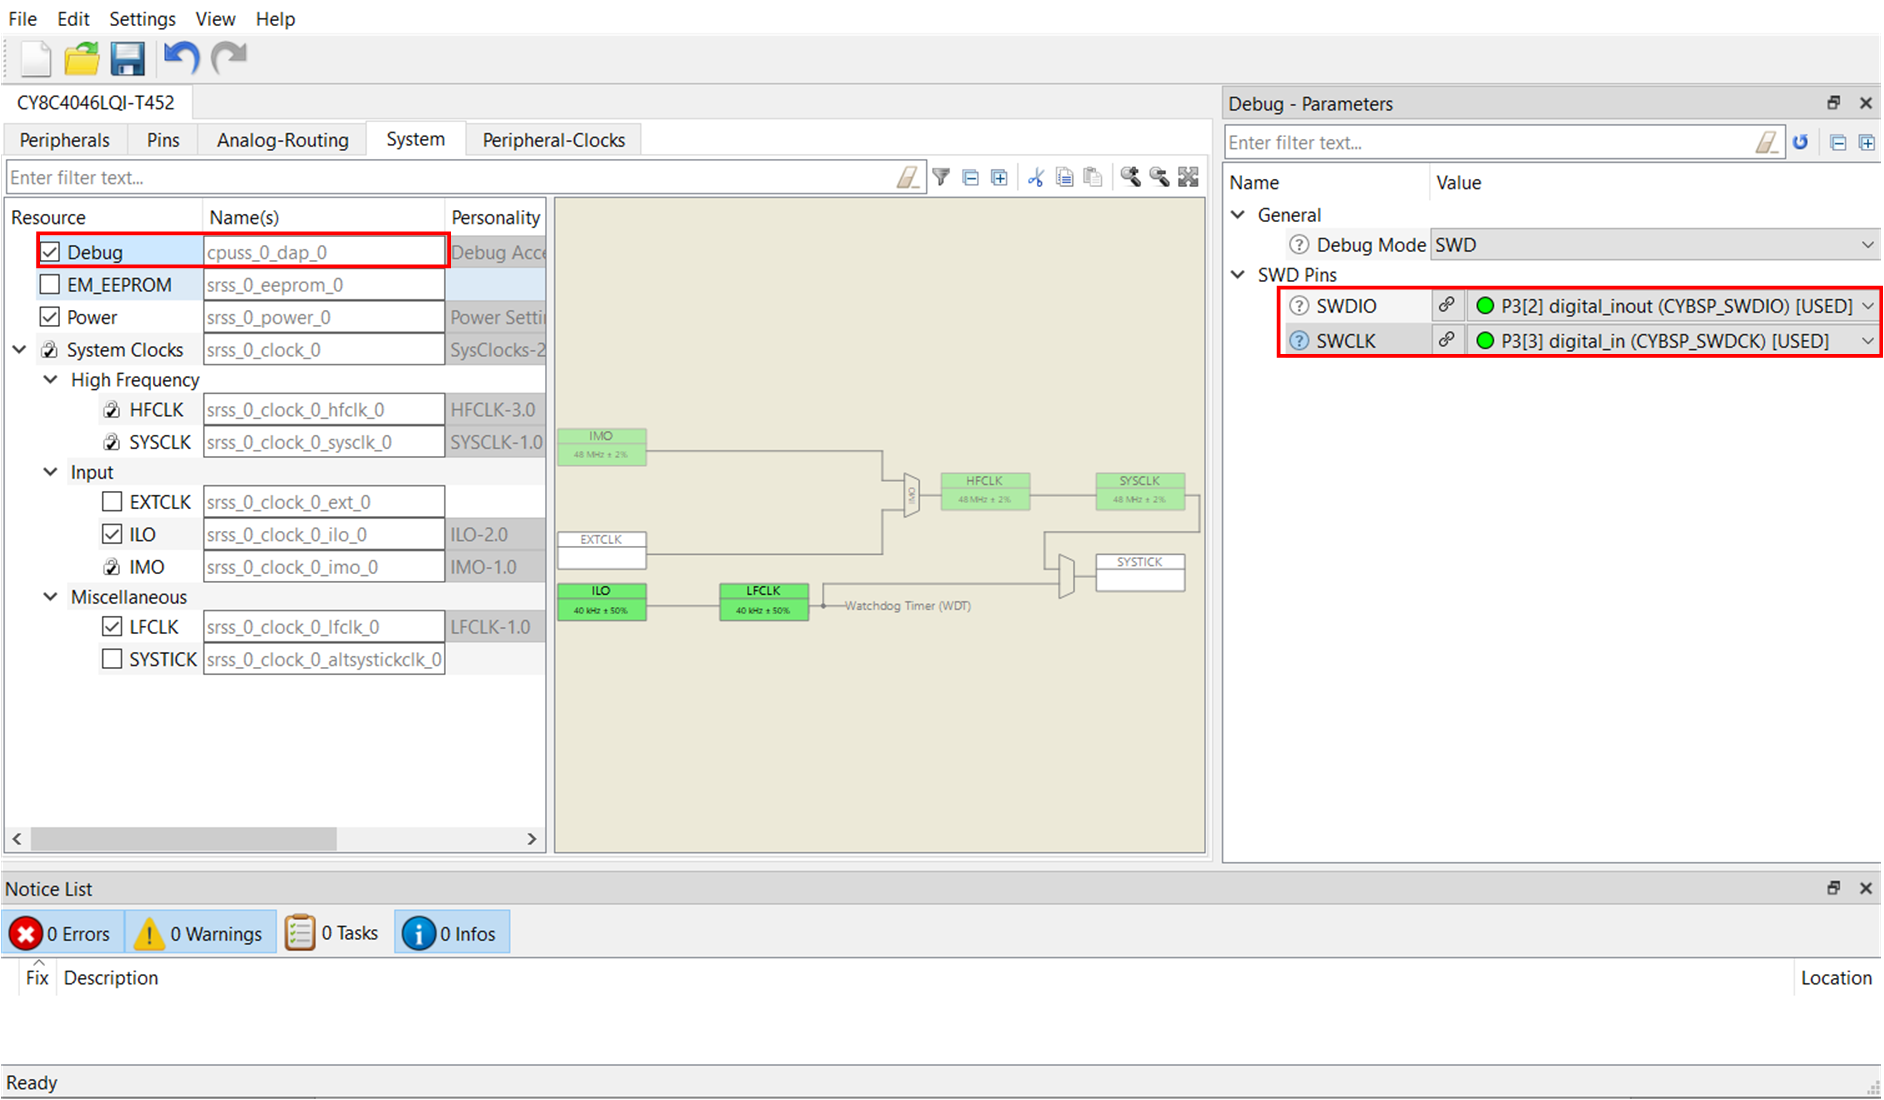 File Edit Settings View Help
CY8C4046LQI-T452
Peripherals Pins Analog-Routing System Peripheral-Clocks
Enter filter text...
Resource Name(s) Personality
Debug cpuss_0_dap_0 Debug Acce
EM_EEPROM srss_0_eeprom_0
Power srss_0_power_0 Power Setti
System Clocks srss_0_clock_0 SysClocks-2
High Frequency
HFCLK srss_0_clock_0_hfclk_0 HFCLK-3.0
SYSCLK srss_0_clock_0_sysclk_0 SYSCLK-1.0
Input
EXTCLK srss_0_clock_0_ext_0
ILO srss_0_clock_0_ilo_0 ILO-2.0
IMO srss_0_clock_0_imo_0 IMO-1.0
Miscellaneous
LFCLK srss_0_clock_0_lfclk_0 LFCLK-1.0
SYSTICK srss_0_clock_0_altsystickclk_0
IMO
48 MHz ± 2%
HFCLK
48 MHz ± 2%
SYSCLK
48 MHz ± 2%
EXTCLK
SYSTICK
ILO
40 kHz ± 50%
LFCLK
40 kHz ± 50%
Watchdog Timer (WDT)
Debug - Parameters
Enter filter text...
Name Value
General
Debug Mode SWD
SWD Pins
SWDIO P3[2] digital_inout (CYBSP_SWDIO) [USED]
SWCLK P3[3] digital_in (CYBSP_SWDCK) [USED]
Notice List
0 Errors 0 Warnings 0 Tasks 0 Infos
Fix Description Location
Ready